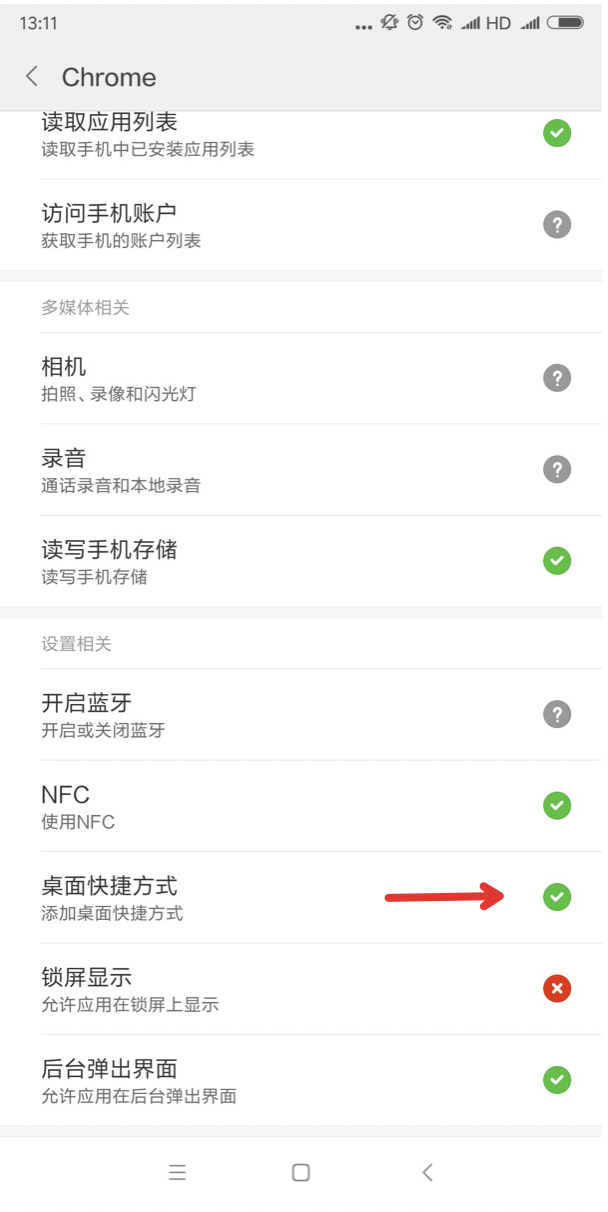 13:11
HD
Chrome
读取应用列表
读取手机中已安装应用列表
访问手机账户
获取手机的账户列表
多媒体相关
相机
拍照、录像和闪光灯
录音
通话录音和本地录音
读写手机存储
读写手机存储
设置相关
开启蓝牙
开启或关闭蓝牙
NFC
使用NFC
桌面快捷方式
添加桌面快捷方式
锁屏显示
允许应用在锁屏上显示
后台弹出界面
允许应用在后台弹出界面